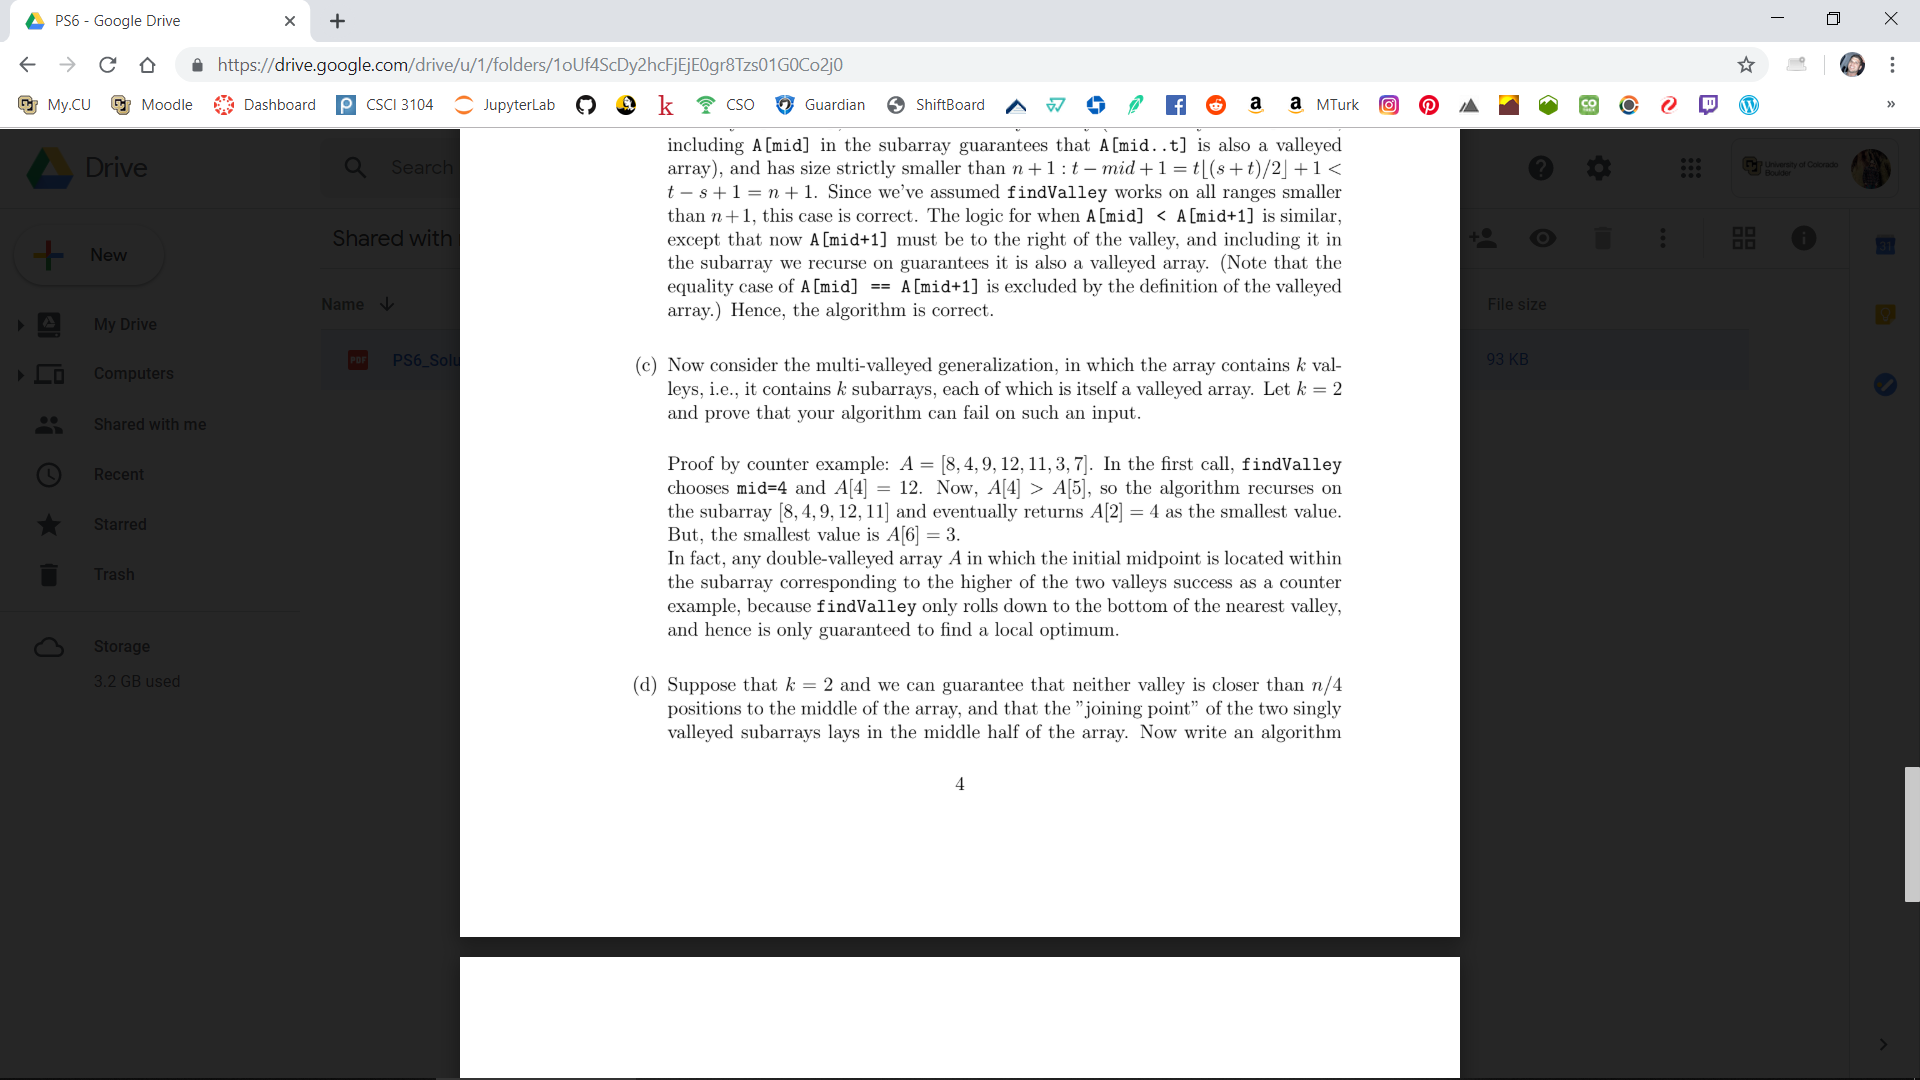 PS6 - Google Drive
https://drive.google.com/drive/u/1/folders/1oUf4ScDy2hcFjEjE0gr8Tzs01G0Co2j0
My.CU Moodle Dashboard CSCI 3104 JupyterLab CSO Guardian ShiftBoard MTurk
Drive
Search
University of Colorado
Boulder
New
Shared with
Name
File size
My Drive
PS6_Solu
93 KB
Computers
Shared with me
Recent
Starred
Trash
Storage
3.2 GB used
including A[mid] in the subarray guarantees that A[mid..t] is also a valleyed
array), and has size strictly smaller than n + 1 : t − mid + 1 = t⌊(s + t)/2⌋ + 1 <
t − s + 1 = n + 1. Since we've assumed findValley works on all ranges smaller
than n + 1, this case is correct. The logic for when A[mid] < A[mid+1] is similar,
except that now A[mid+1] must be to the right of the valley, and including it in
the subarray we recurse on guarantees it is also a valleyed array. (Note that the
equality case of A[mid] == A[mid+1] is excluded by the definition of the valleyed
array.) Hence, the algorithm is correct.
(c) Now consider the multi-valleyed generalization, in which the array contains k val-
leys, i.e., it contains k subarrays, each of which is itself a valleyed array. Let k = 2
and prove that your algorithm can fail on such an input.
Proof by counter example: A = [8, 4, 9, 12, 11, 3, 7]. In the first call, findValley
chooses mid=4 and A[4] = 12. Now, A[4] > A[5], so the algorithm recurses on
the subarray [8, 4, 9, 12, 11] and eventually returns A[2] = 4 as the smallest value.
But, the smallest value is A[6] = 3.
In fact, any double-valleyed array A in which the initial midpoint is located within
the subarray corresponding to the higher of the two valleys success as a counter
example, because findValley only rolls down to the bottom of the nearest valley,
and hence is only guaranteed to find a local optimum.
(d) Suppose that k = 2 and we can guarantee that neither valley is closer than n/4
positions to the middle of the array, and that the ”joining point” of the two singly
valleyed subarrays lays in the middle half of the array. Now write an algorithm
4